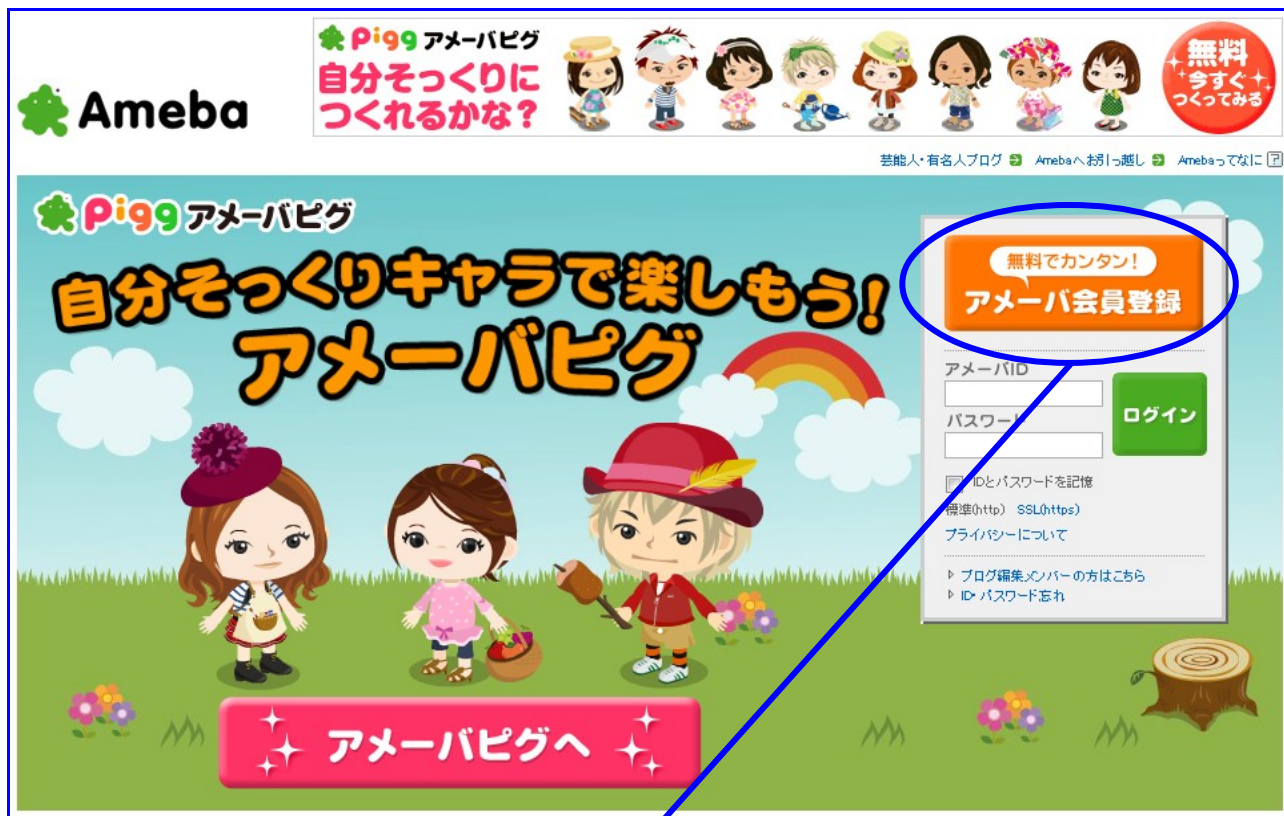 Pigg アメーバピグ
自分そっくりに
つくれるかな？
無料
今すぐ
つくってみる
Ameba
芸能人・有名人ブログ Amebaへお引っ越し Amebaってなに ?
Pigg アメーバピグ
自分そっくりキャラで楽しもう!
アメーバピグ
無料でカンタン!
アメーバ会員登録
アメーバID
パスワード
ログイン
IDとパスワードを記憶
標準(http) SSL(https)
プライバシーについて
ブログ編集メンバーの方はこちら
ID・パスワード忘れ
アメーバピグへ